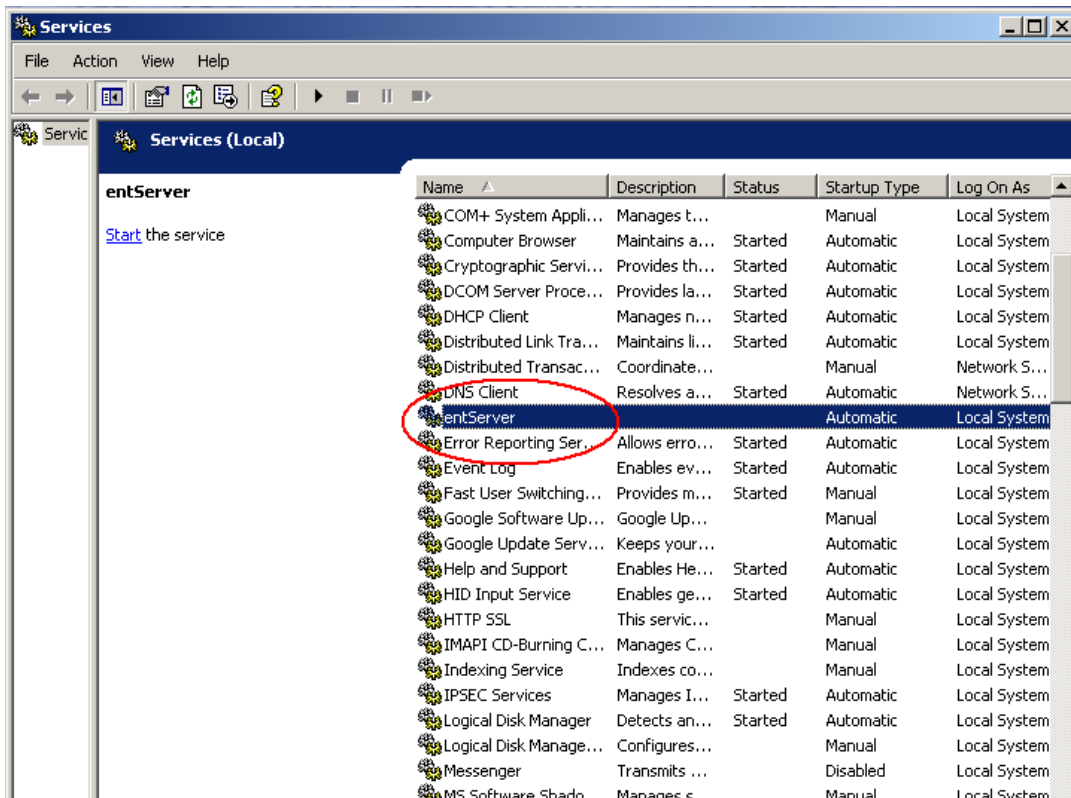 Services
File Action View Help
Servic
Services (Local)
entServer
Start the service
Name Description Status Startup Type Log On As
COM+ System Appli... Manages t... Manual Local System
Computer Browser Maintains a... Started Automatic Local System
Cryptographic Servi... Provides th... Started Automatic Local System
DCOM Server Proce... Provides la... Started Automatic Local System
DHCP Client Manages n... Started Automatic Local System
Distributed Link Tra... Maintains li... Started Automatic Local System
Distributed Transac... Coordinate... Manual Network S...
DNS Client Resolves a... Started Automatic Network S...
entServer Automatic Local System
Error Reporting Ser... Allows erro... Started Automatic Local System
Event Log Enables ev... Started Automatic Local System
Fast User Switching... Provides m... Started Manual Local System
Google Software Up... Google Up... Manual Local System
Google Update Serv... Keeps your... Automatic Local System
Help and Support Enables He... Started Automatic Local System
HID Input Service Enables ge... Started Automatic Local System
HTTP SSL This servic... Manual Local System
IMAPI CD-Burning C... Manages C... Manual Local System
Indexing Service Indexes co... Manual Local System
IPSEC Services Manages I... Started Automatic Local System
Logical Disk Manager Detects an... Started Automatic Local System
Logical Disk Manage... Configures... Manual Local System
Messenger Transmits ... Disabled Local System
MS Software Shado... Manages s... Manual Local System